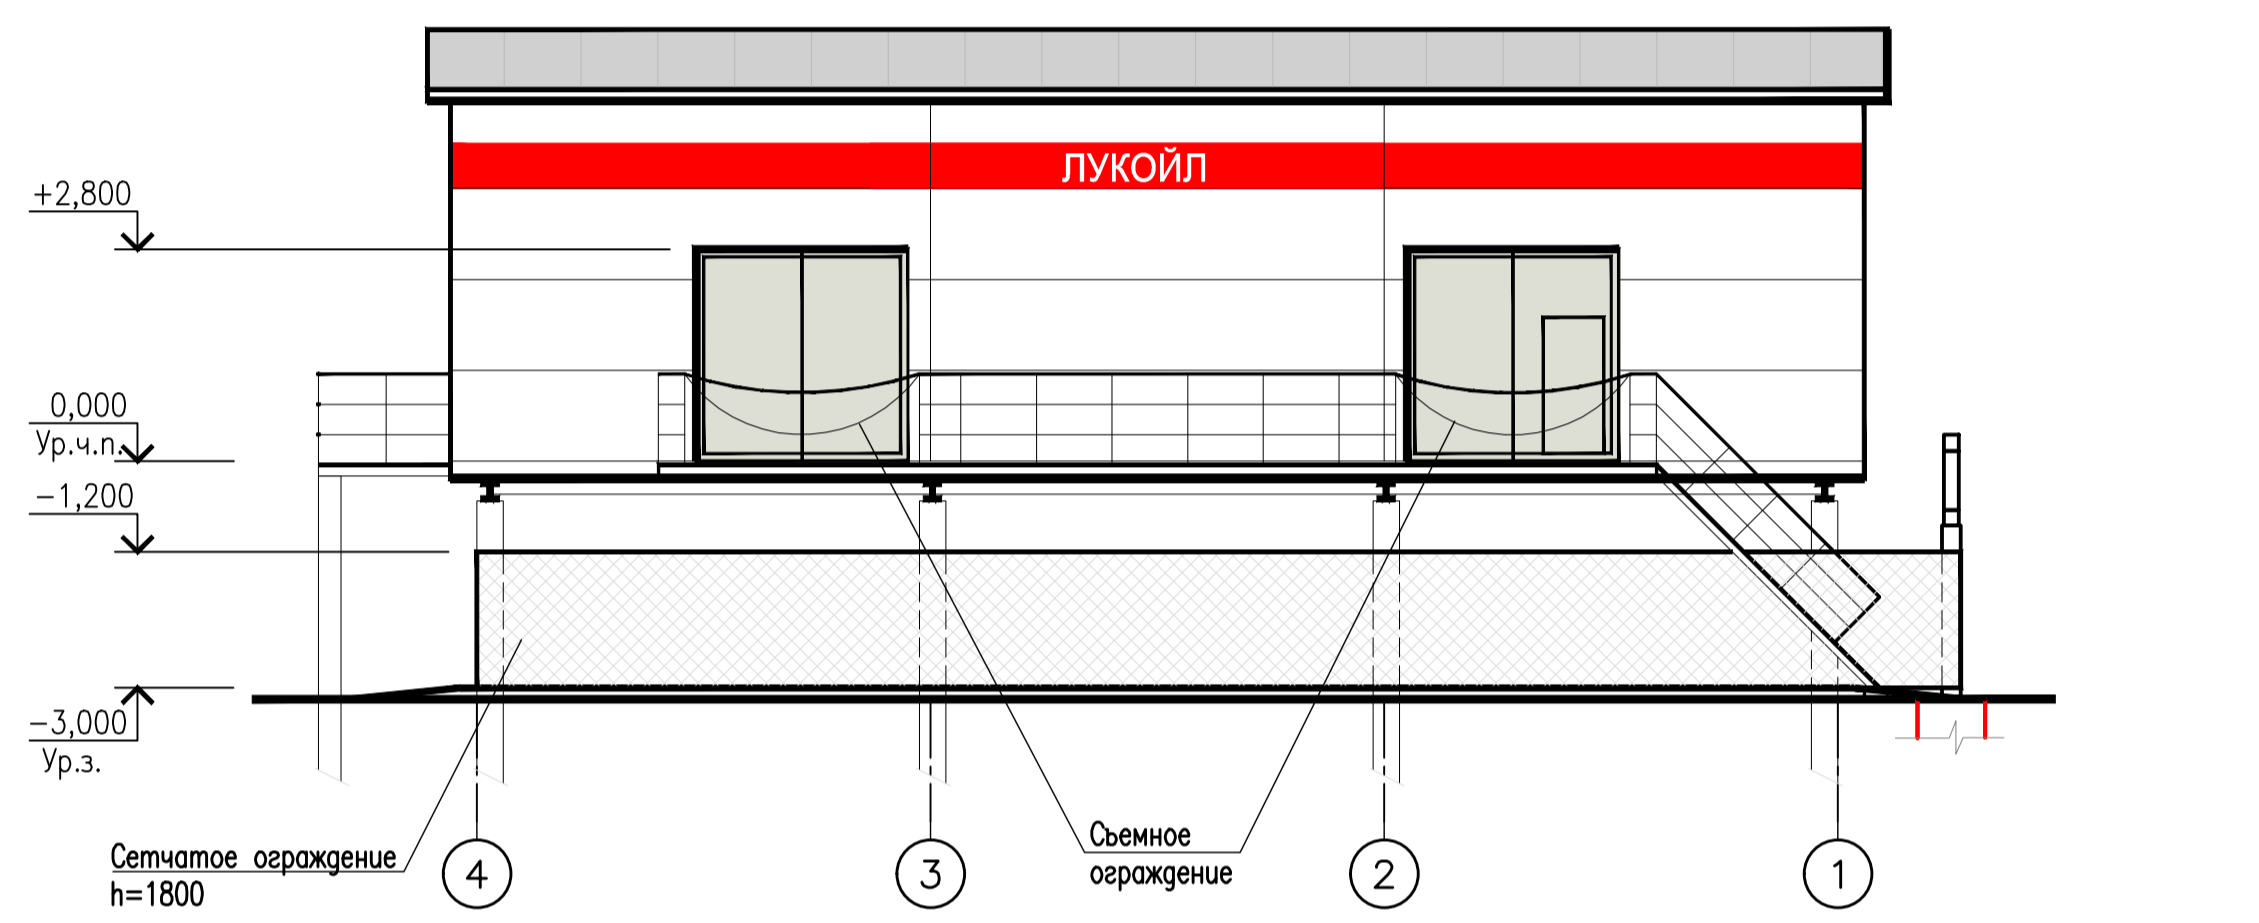 ЛУКОЙЛ
+2,800
0,000
Ур.ч.п.
-1,200
-3,000
Ур.з.
Сетчатое ограждение
h=1800
Сьемное
ограждение
4
3
2
1